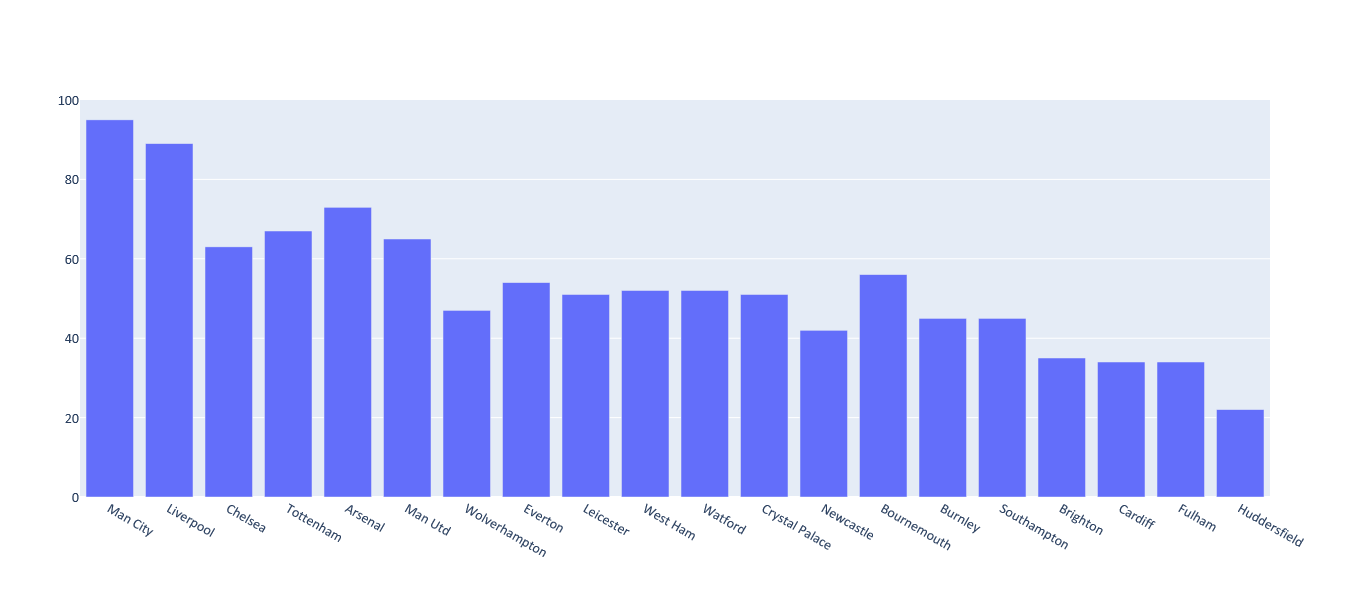 100
80
60
40
20
0
Man City
Liverpool
Chelsea
Tottenham
Arsenal
Man Utd
Wolverhampton
Everton
Leicester
West Ham
Watford
Crystal Palace
Newcastle
Bournemouth
Burnley
Southampton
Brighton
Cardiff
Fulham
Huddersfield